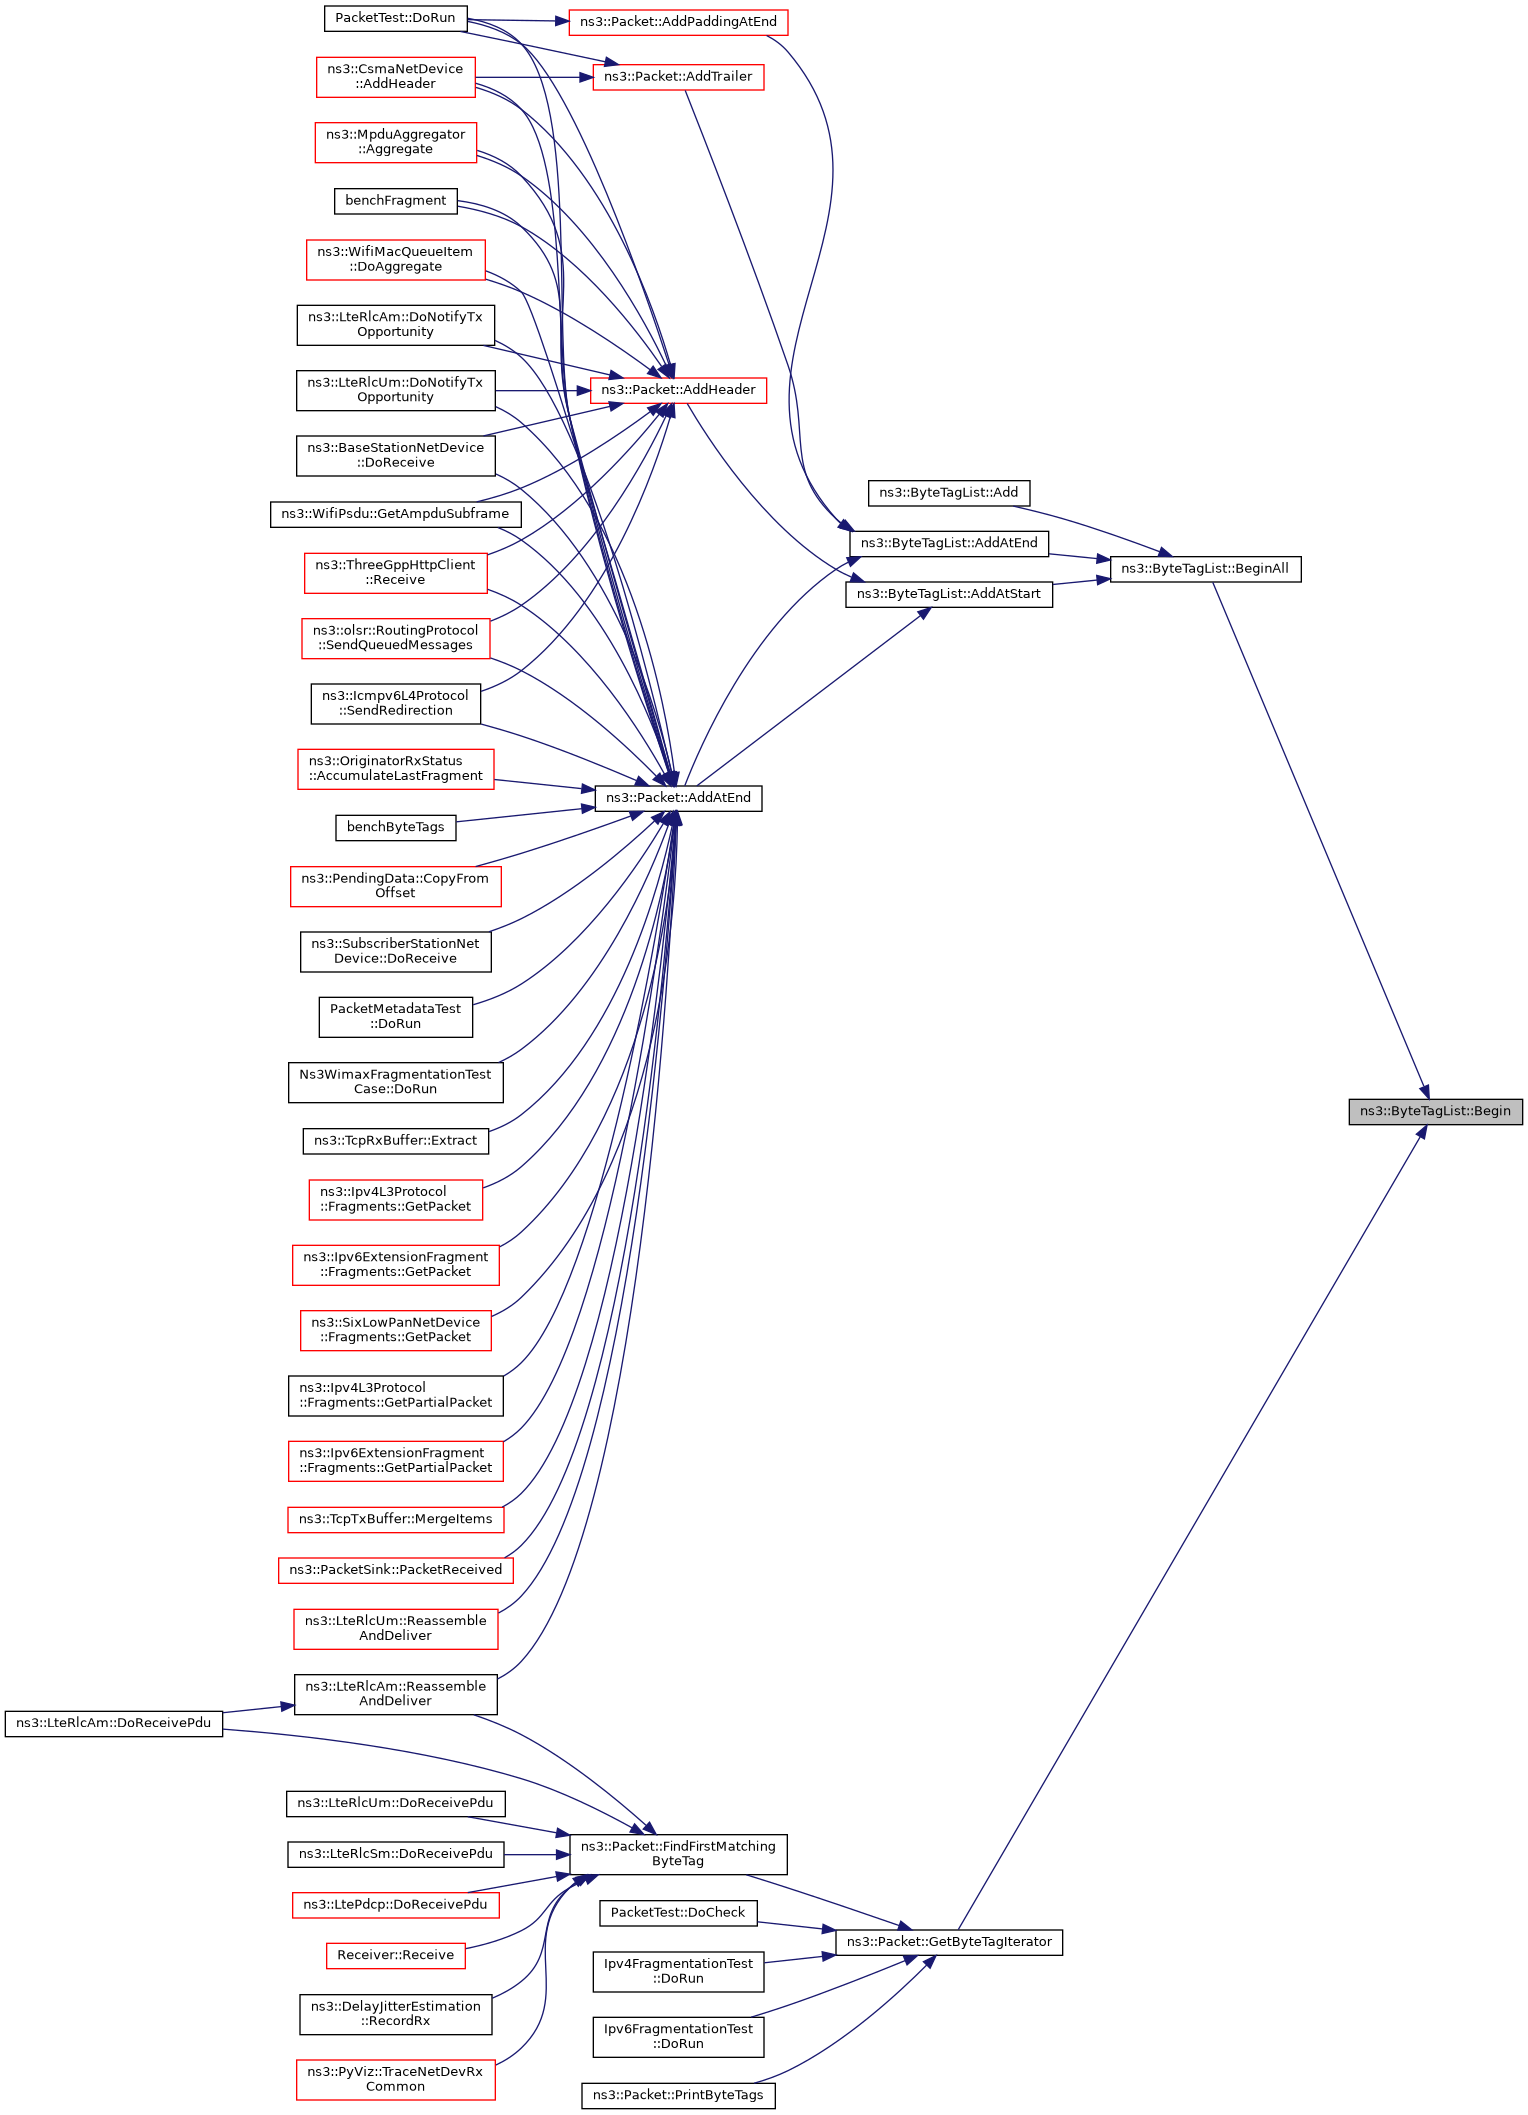 PacketTest::DoRun
ns3::Packet::AddPaddingAtEnd
ns3::CsmaNetDevice
::AddHeader
ns3::Packet::AddTrailer
ns3::MpduAggregator
::Aggregate
benchFragment
ns3::WifiMacQueueItem
::DoAggregate
ns3::LteRlcAm::DoNotifyTx
Opportunity
ns3::LteRlcUm::DoNotifyTx
Opportunity
ns3::Packet::AddHeader
ns3::BaseStationNetDevice
::DoReceive
ns3::WifiPsdu::GetAmpduSubframe
ns3::ByteTagList::Add
ns3::ByteTagList::AddAtEnd
ns3::ByteTagList::BeginAll
ns3::ByteTagList::AddAtStart
ns3::ThreeGppHttpClient
::Receive
ns3::olsr::RoutingProtocol
::SendQueuedMessages
ns3::Icmpv6L4Protocol
::SendRedirection
ns3::OriginatorRxStatus
::AccumulateLastFragment
ns3::Packet::AddAtEnd
benchByteTags
ns3::PendingData::CopyFrom
Offset
ns3::SubscriberStationNet
Device::DoReceive
PacketMetadataTest
::DoRun
Ns3WimaxFragmentationTest
Case::DoRun
ns3::ByteTagList::Begin
ns3::TcpRxBuffer::Extract
ns3::Ipv4L3Protocol
::Fragments::GetPacket
ns3::Ipv6ExtensionFragment
::Fragments::GetPacket
ns3::SixLowPanNetDevice
::Fragments::GetPacket
ns3::Ipv4L3Protocol
::Fragments::GetPartialPacket
ns3::Ipv6ExtensionFragment
::Fragments::GetPartialPacket
ns3::TcpTxBuffer::MergeItems
ns3::PacketSink::PacketReceived
ns3::LteRlcUm::Reassemble
AndDeliver
ns3::LteRlcAm::Reassemble
AndDeliver
ns3::LteRlcAm::DoReceivePdu
ns3::LteRlcUm::DoReceivePdu
ns3::LteRlcSm::DoReceivePdu
ns3::Packet::FindFirstMatching
ByteTag
ns3::LtePdcp::DoReceivePdu
PacketTest::DoCheck
ns3::Packet::GetByteTagIterator
Receiver::Receive
Ipv4FragmentationTest
::DoRun
ns3::DelayJitterEstimation
::RecordRx
Ipv6FragmentationTest
::DoRun
ns3::PyViz::TraceNetDevRx
Common
ns3::Packet::PrintByteTags